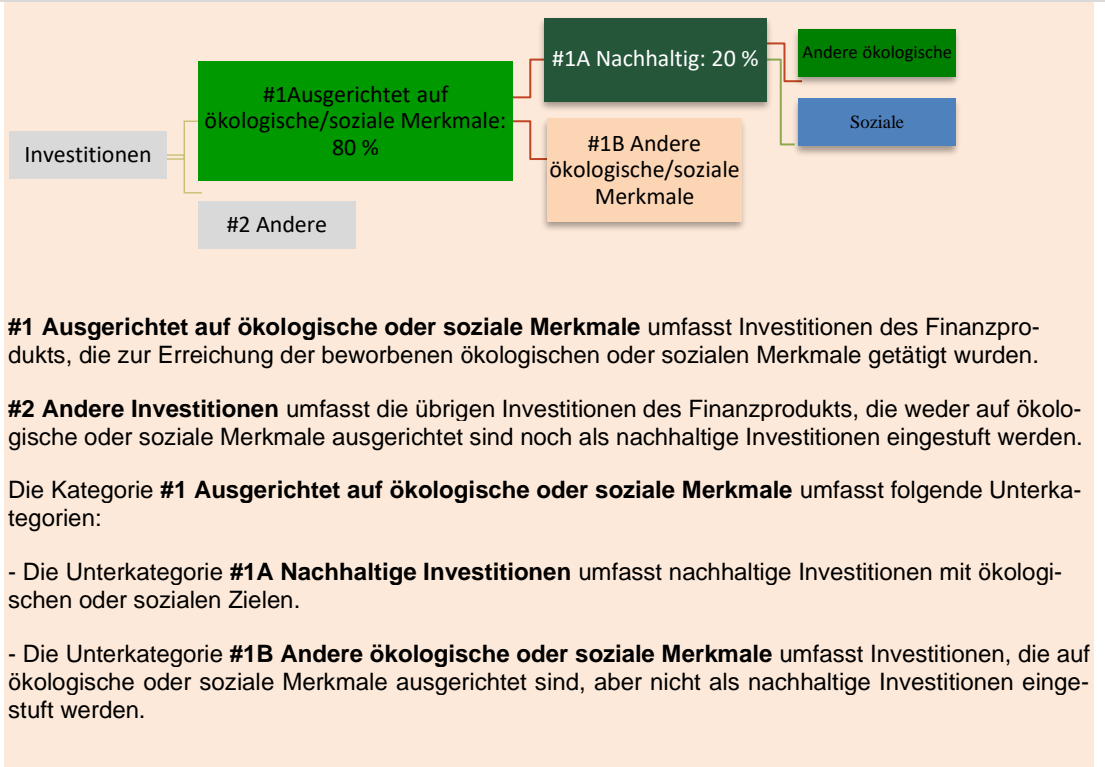 Investitionen
#1Ausgerichtet auf
ökologische/soziale Merkmale:
80 %
#2 Andere
#1A Nachhaltig: 20 %
#1B Andere
ökologische/soziale
Merkmale
Andere ökologische
Soziale
#1 Ausgerichtet auf ökologische oder soziale Merkmale umfasst Investitionen des Finanzpro-
dukts, die zur Erreichung der beworbenen ökologischen oder sozialen Merkmale getätigt wurden.
#2 Andere Investitionen umfasst die übrigen Investitionen des Finanzprodukts, die weder auf ökolo-
gische oder soziale Merkmale ausgerichtet sind noch als nachhaltige Investitionen eingestuft werden.
Die Kategorie #1 Ausgerichtet auf ökologische oder soziale Merkmale umfasst folgende Unterka-
tegorien:
- Die Unterkategorie #1A Nachhaltige Investitionen umfasst nachhaltige Investitionen mit ökologi-
schen oder sozialen Zielen.
- Die Unterkategorie #1B Andere ökologische oder soziale Merkmale umfasst Investitionen, die auf
ökologische oder soziale Merkmale ausgerichtet sind, aber nicht als nachhaltige Investitionen einge-
stuft werden.